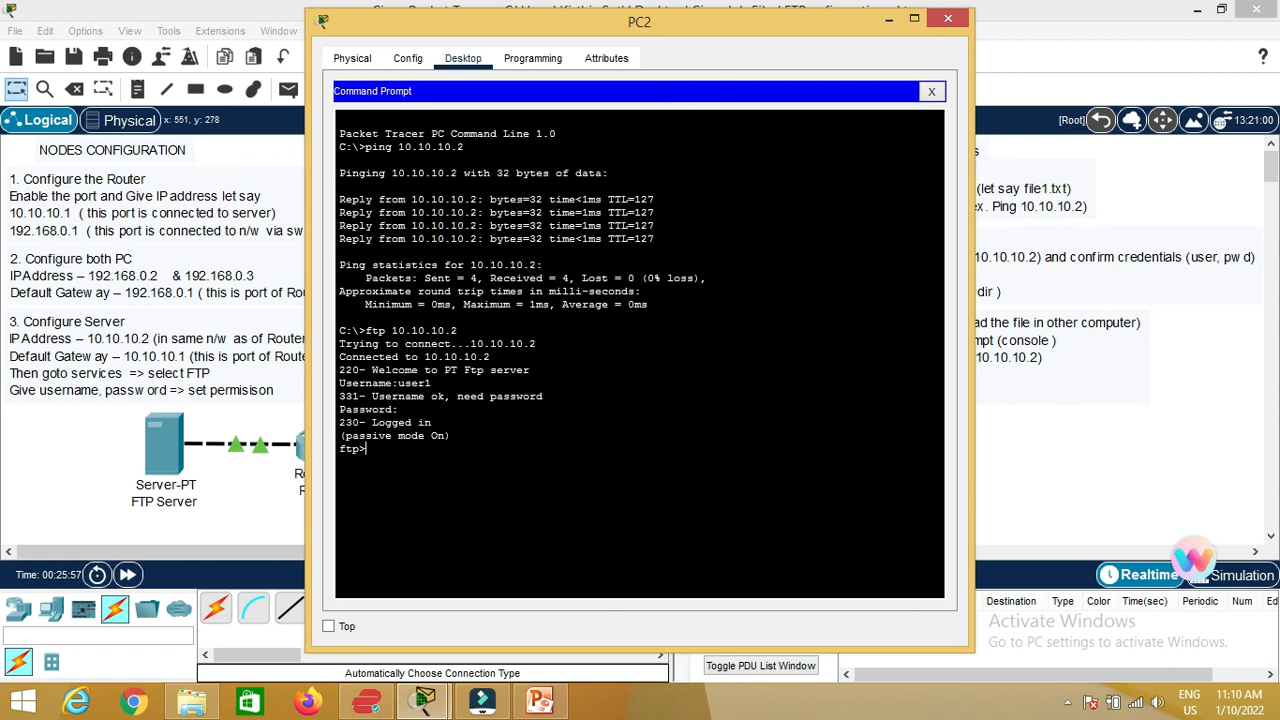 PC2
File Edit Options View Tools Extensions Window
Physical Config Desktop Programming Attributes
Command Prompt X
Logical Physical x: 551, y: 278
[Root] 13:21:00
NODES CONFIGURATION
1. Configure the Router
Enable the port and Give IP address let say
10.10.10.1 ( this port is connected to server)
192.168.0.1 ( this port is connected to n/w via sw
2. Configure both PC
IPAddress – 192.168.0.2 & 192.168.0.3
Default Gatew ay – 192.168.0.1 ( this is port of Rou
3. Configure Server
IP Address – 10.10.10.2 (in same n/w as of Router
Default Gatew ay – 10.10.10.1 (this is port of Route
Then goto services => select FTP
Give username, passw ord => set permisison
Server-PT
FTP Server
Packet Tracer PC Command Line 1.0
C:\>ping 10.10.10.2
Pinging 10.10.10.2 with 32 bytes of data:
Reply from 10.10.10.2: bytes=32 time<1ms TTL=127
Reply from 10.10.10.2: bytes=32 time=1ms TTL=127
Reply from 10.10.10.2: bytes=32 time=1ms TTL=127
Reply from 10.10.10.2: bytes=32 time<1ms TTL=127
Ping statistics for 10.10.10.2:
Packets: Sent = 4, Received = 4, Lost = 0 (0% loss),
Approximate round trip times in milli-seconds:
Minimum = 0ms, Maximum = 1ms, Average = 0ms
C:\>ftp 10.10.10.2
Trying to connect...10.10.10.2
Connected to 10.10.10.2
220- Welcome to PT Ftp server
Username:user1
331- Username ok, need password
Password:
230- Logged in
(passive mode On)
ftp>
(let say file1.txt)
ex. Ping 10.10.10.2)
10.10.10.2) and confirm credentials (user, pw d)
dir )
ad the file in other computer)
mpt (console )
10.10.10.2)
Top
Time: 00:25:57
Realtime Simulation
Automatically Choose Connection Type
Toggle PDU List Window
Destination Type Color Time(sec) Periodic Num Ed
Activate Windows
Go to PC settings to activate Windows.
ENG
US
11:10 AM
1/10/2022